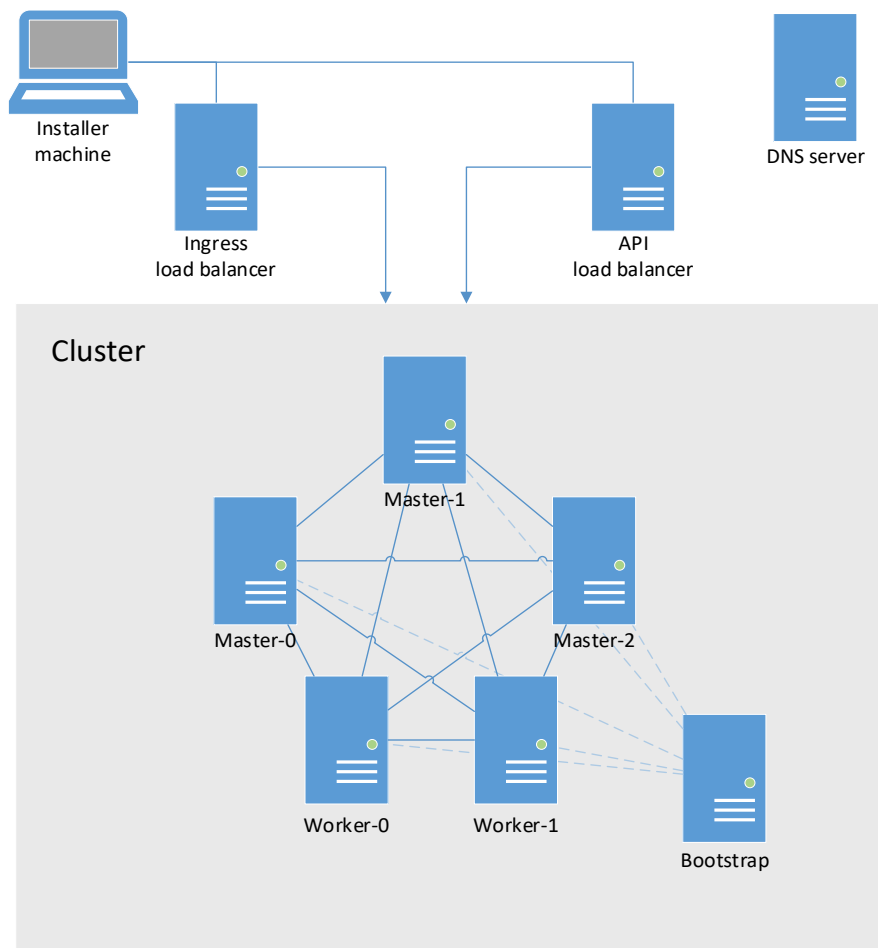 Installer
machine
DNS server
Ingress
load balancer
API
load balancer
Cluster
Master-1
Master-0
Master-2
Worker-0
Worker-1
Bootstrap